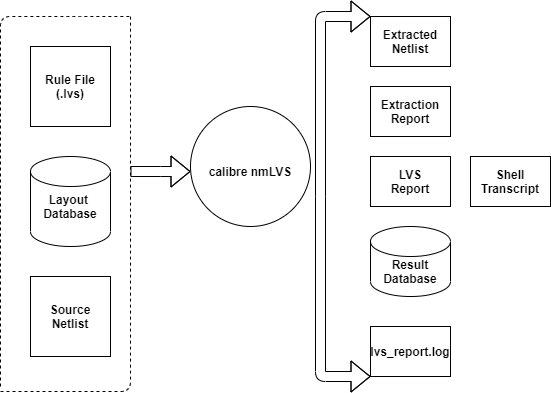 Rule File
(.lvs)
Layout
Database
Source
Netlist
calibre nmLVS
Extracted
Netlist
Extraction
Report
LVS
Report
Shell
Transcript
Result
Database
lvs_report.log